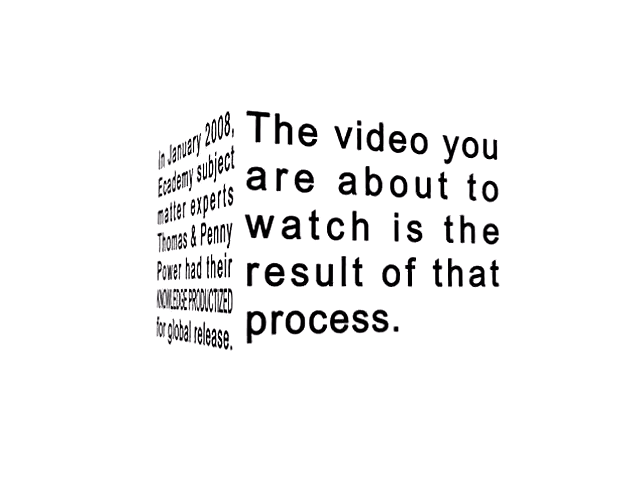 In January 2008,
Ecademy subject
matter experts
Thomas & Penny
Power had their
KNOWLEDGE PRODUCTIZED
for global release.
The video you
are about to
watch is the
result of that
process.